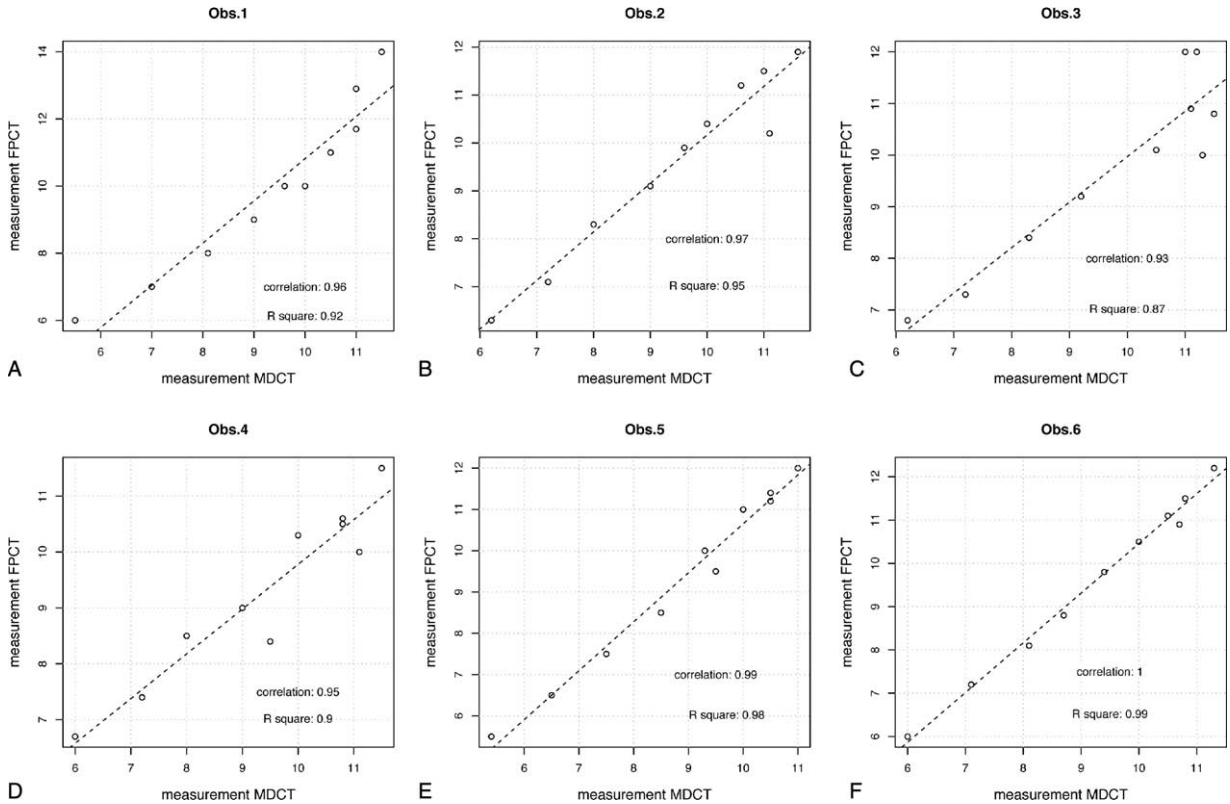 Obs.1
14
12
10
8
6
measurement FPCT
correlation: 0.96
R square: 0.92
6 7 8 9 10 11
measurement MDCT
A
Obs.2
12
11
10
9
8
7
measurement FPCT
correlation: 0.97
R square: 0.95
6 7 8 9 10 11
measurement MDCT
B
Obs.3
12
11
10
9
8
7
measurement FPCT
correlation: 0.93
R square: 0.87
6 7 8 9 10 11
measurement MDCT
C
Obs.4
11
10
9
8
7
measurement FPCT
correlation: 0.95
R square: 0.9
6 7 8 9 10 11
measurement MDCT
D
Obs.5
12
11
10
9
8
7
6
measurement FPCT
correlation: 0.99
R square: 0.98
6 7 8 9 10 11
measurement MDCT
E
Obs.6
12
11
10
9
8
7
6
measurement FPCT
correlation: 1
R square: 0.99
6 7 8 9 10 11
measurement MDCT
F